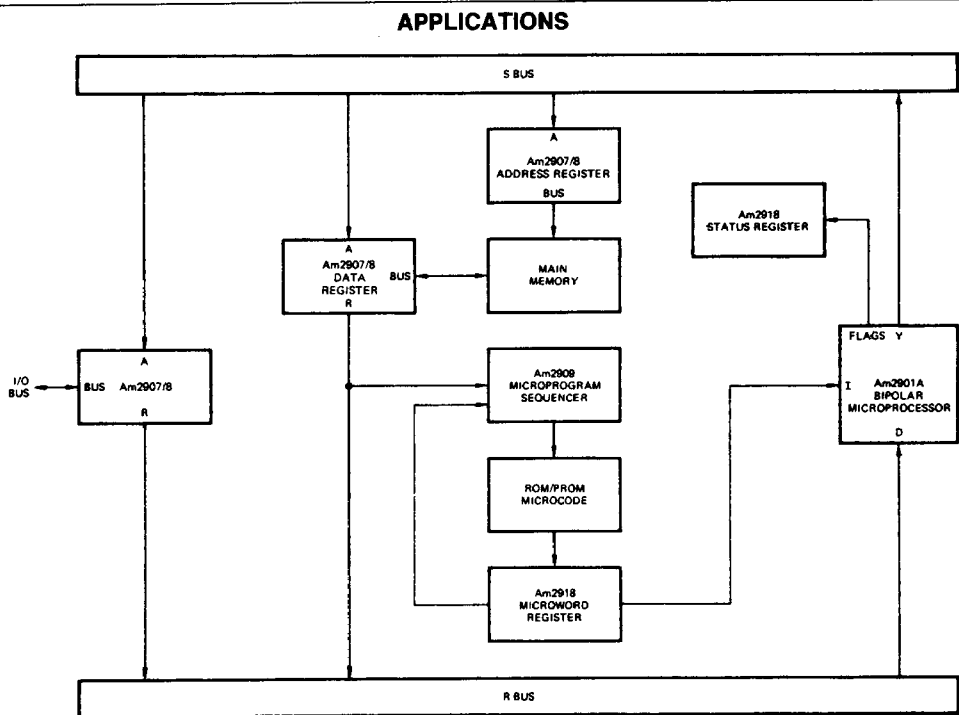 APPLICATIONS
S BUS
A
Am2907/8
ADDRESS REGISTER
BUS
Am2918
STATUS REGISTER
A
Am2907/8
DATA
REGISTER
BUS
R
MAIN
MEMORY
I/O
BUS
A
BUS Am2907/8
R
Am2909
MICROPROGRAM
SEQUENCER
FLAGS Y
I
Am2901A
BIPOLAR
MICROPROCESSOR
D
ROM/PROM
MICROCODE
Am2918
MICROWORD
REGISTER
R BUS